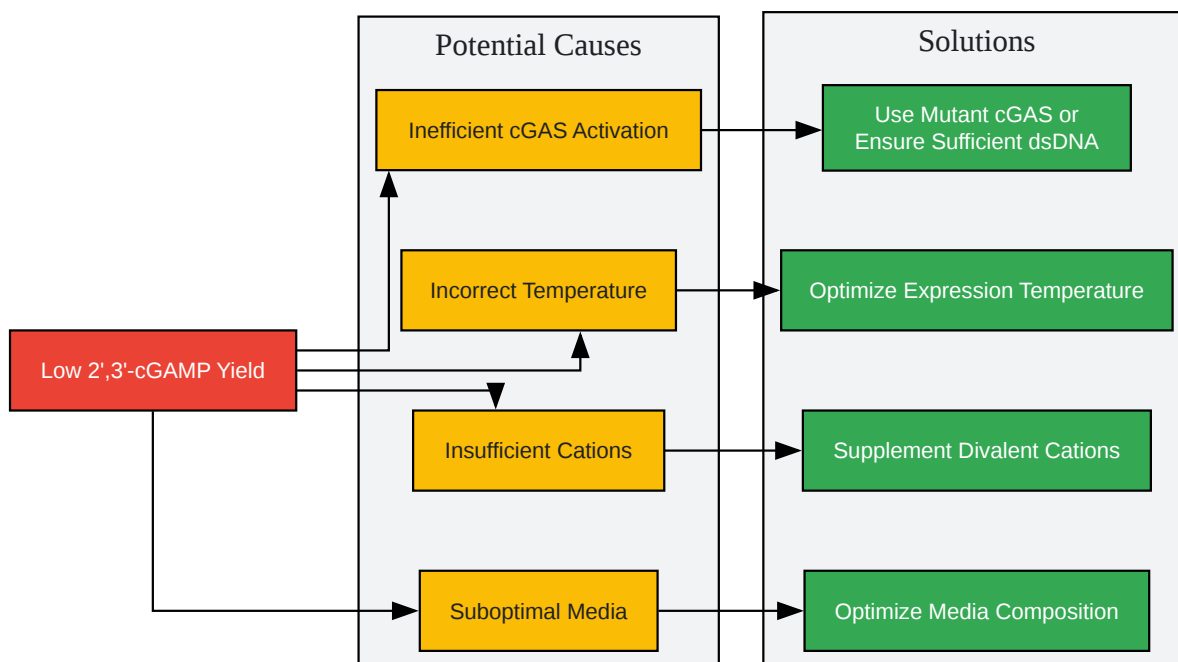 Potential Causes
Solutions
Inefficient cGAS Activation
Use Mutant cGAS or
Ensure Sufficient dsDNA
Incorrect Temperature
Optimize Expression Temperature
Low 2',3'-cGAMP Yield
Insufficient Cations
Supplement Divalent Cations
Suboptimal Media
Optimize Media Composition